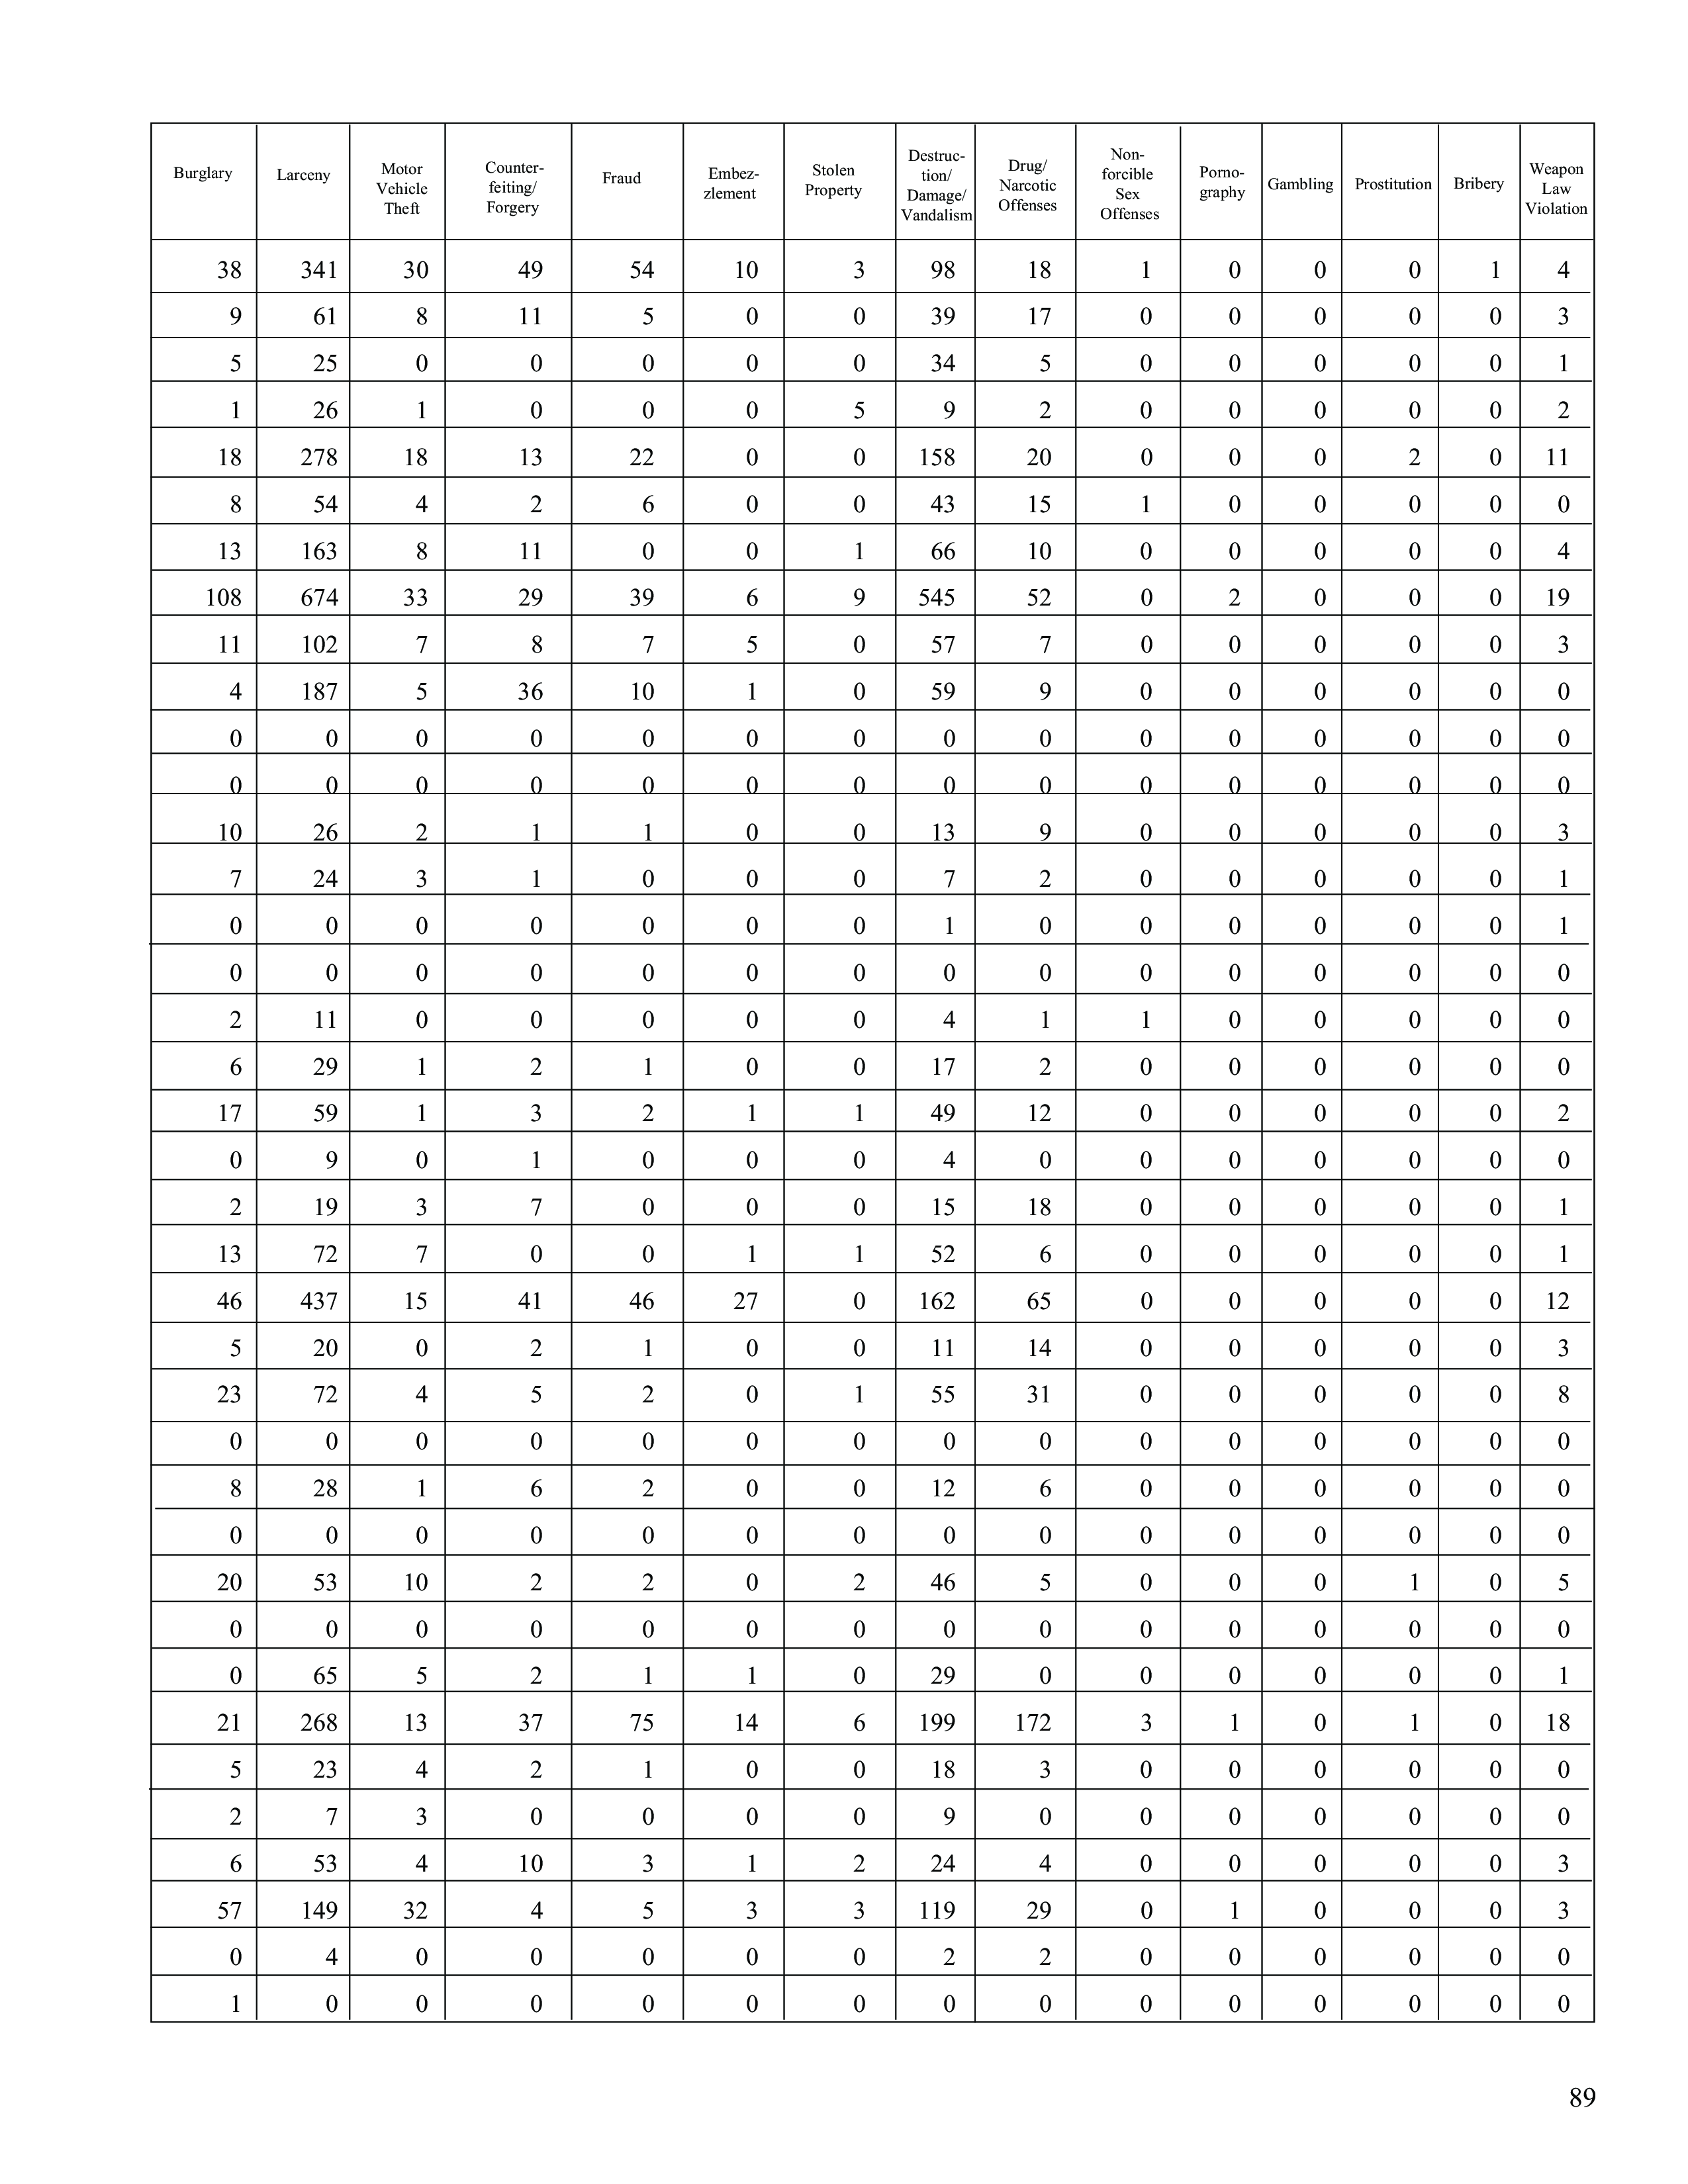 Burglary Larceny Motor Vehicle Theft Counter-feiting/ Forgery Fraud Embez-zlement Stolen Property Destruc-tion/ Damage/ Vandalism Drug/ Narcotic Offenses Non-forcible Sex Offenses Porno-graphy Gambling Prostitution Bribery Weapon Law Violation
38 341 30 49 54 10 3 98 18 1 0 0 0 1 4
9 61 8 11 5 0 0 39 17 0 0 0 0 0 3
5 25 0 0 0 0 0 34 5 0 0 0 0 0 1
1 26 1 0 0 0 5 9 2 0 0 0 0 0 2
18 278 18 13 22 0 0 158 20 0 0 0 2 0 11
8 54 4 2 6 0 0 43 15 1 0 0 0 0 0
13 163 8 11 0 0 1 66 10 0 0 0 0 0 4
108 674 33 29 39 6 9 545 52 0 2 0 0 0 19
11 102 7 8 7 5 0 57 7 0 0 0 0 0 3
4 187 5 36 10 1 0 59 9 0 0 0 0 0 0
0 0 0 0 0 0 0 0 0 0 0 0 0 0 0
0 0 0 0 0 0 0 0 0 0 0 0 0 0 0
10 26 2 1 1 0 0 13 9 0 0 0 0 0 3
7 24 3 1 0 0 0 7 2 0 0 0 0 0 1
0 0 0 0 0 0 0 1 0 0 0 0 0 0 1
0 0 0 0 0 0 0 0 0 0 0 0 0 0 0
2 11 0 0 0 0 0 4 1 1 0 0 0 0 0
6 29 1 2 1 0 0 17 2 0 0 0 0 0 0
17 59 1 3 2 1 1 49 12 0 0 0 0 0 2
0 9 0 1 0 0 0 4 0 0 0 0 0 0 0
2 19 3 7 0 0 0 15 18 0 0 0 0 0 1
13 72 7 0 0 1 1 52 6 0 0 0 0 0 1
46 437 15 41 46 27 0 162 65 0 0 0 0 0 12
5 20 0 2 1 0 0 11 14 0 0 0 0 0 3
23 72 4 5 2 0 1 55 31 0 0 0 0 0 8
0 0 0 0 0 0 0 0 0 0 0 0 0 0 0
8 28 1 6 2 0 0 12 6 0 0 0 0 0 0
0 0 0 0 0 0 0 0 0 0 0 0 0 0 0
20 53 10 2 2 0 2 46 5 0 0 0 1 0 5
0 0 0 0 0 0 0 0 0 0 0 0 0 0 0
0 65 5 2 1 1 0 29 0 0 0 0 0 0 1
21 268 13 37 75 14 6 199 172 3 1 0 1 0 18
5 23 4 2 1 0 0 18 3 0 0 0 0 0 0
2 7 3 0 0 0 0 9 0 0 0 0 0 0 0
6 53 4 10 3 1 2 24 4 0 0 0 0 0 3
57 149 32 4 5 3 3 119 29 0 1 0 0 0 3
0 4 0 0 0 0 0 2 2 0 0 0 0 0 0
1 0 0 0 0 0 0 0 0 0 0 0 0 0 0
89